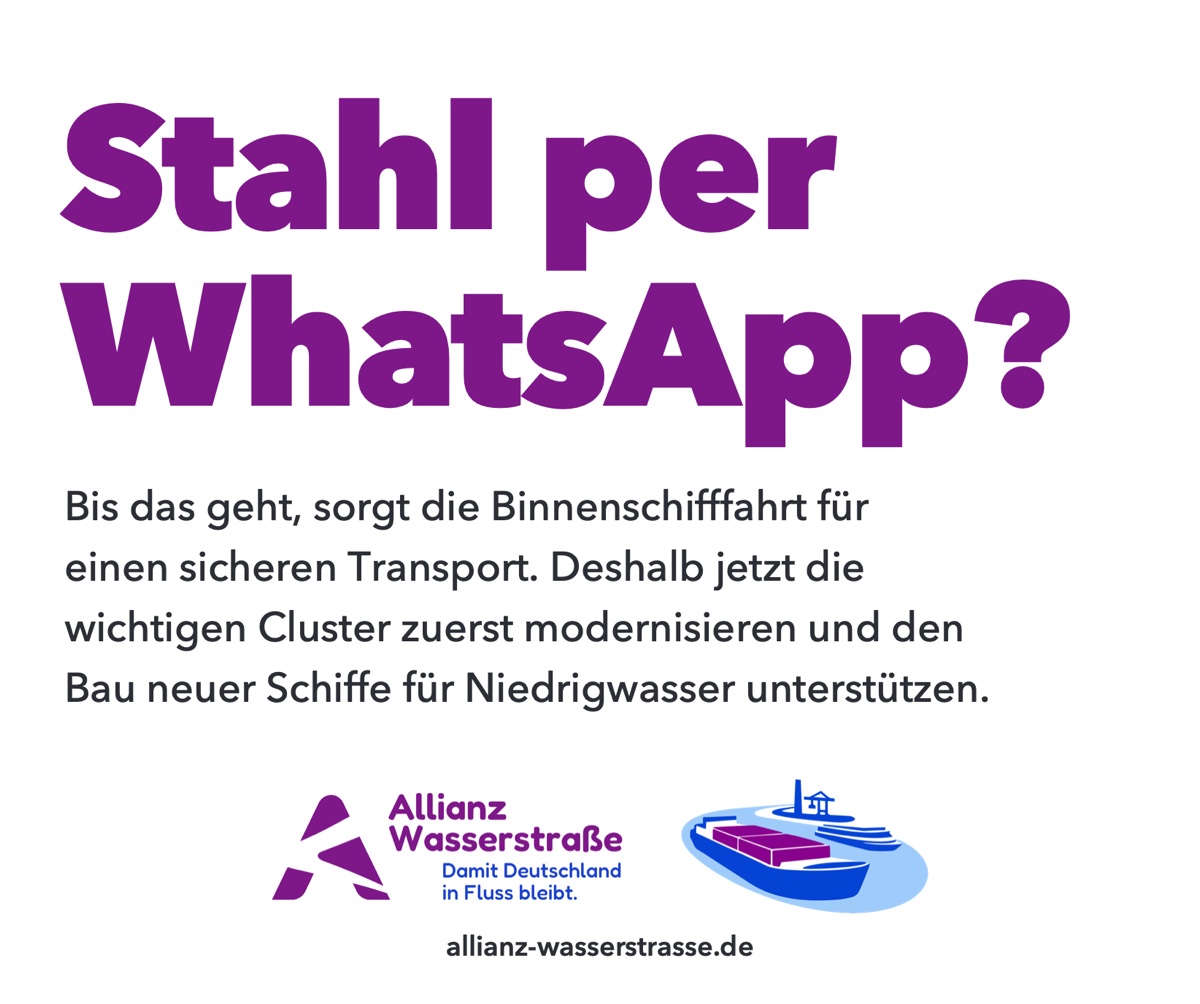 Stahl per
WhatsApp?
Bis das geht, sorgt die Binnenschifffahrt für
einen sicheren Transport. Deshalb jetzt die
wichtigen Cluster zuerst modernisieren und den
Bau neuer Schiffe für Niedrigwasser unterstützen.
Allianz
Wasserstraße
Damit Deutschland
in Fluss bleibt.
allianz-wasserstrasse.de